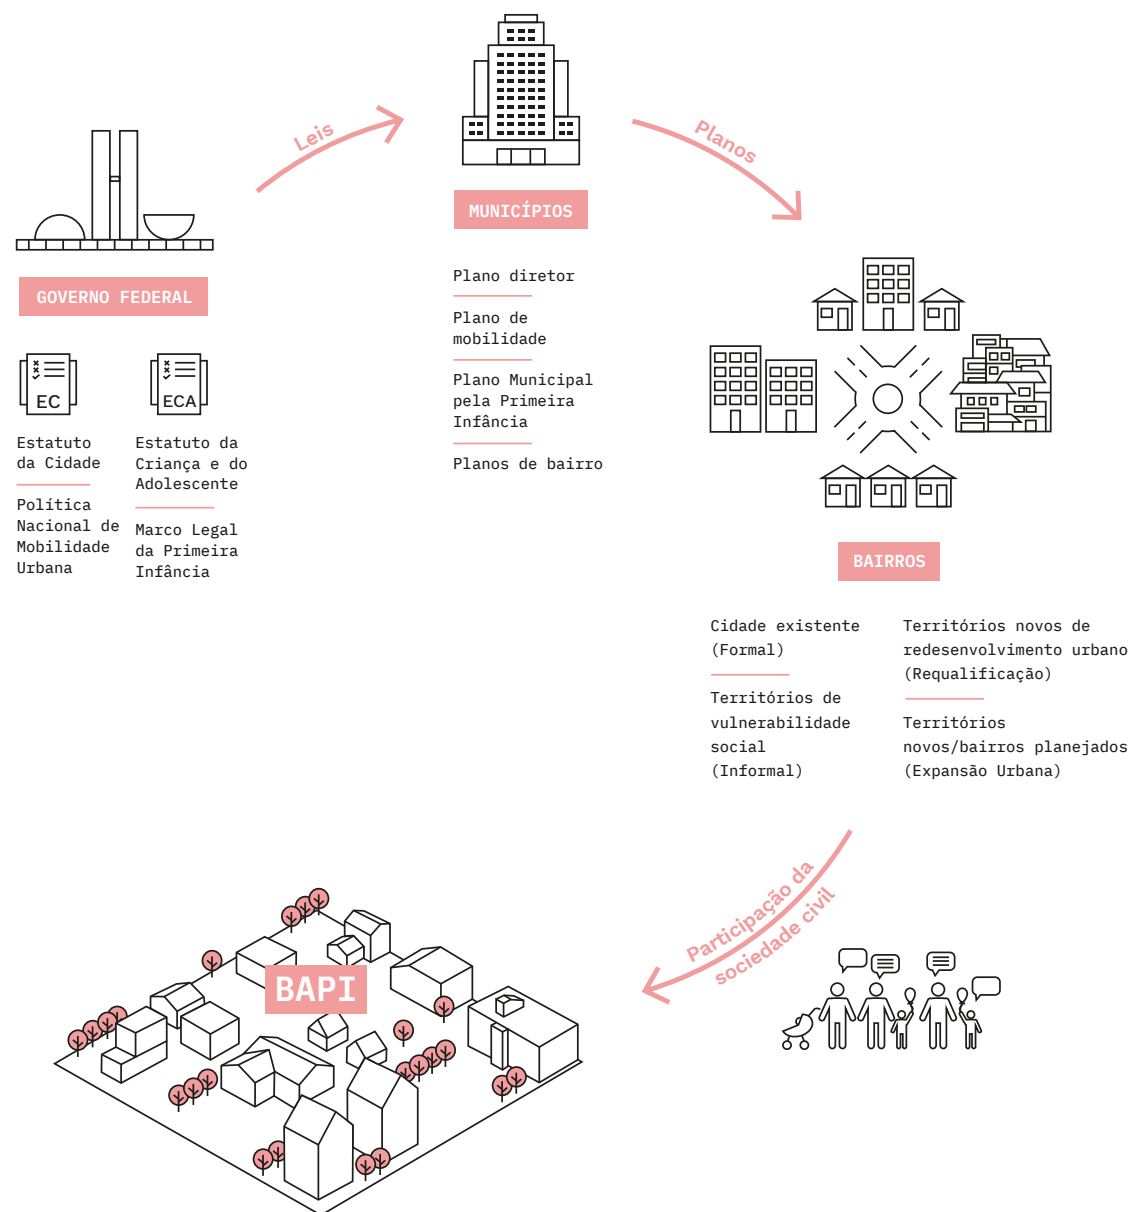 Leis
MUNICÍPIOS
Plano diretor
Plano de
mobilidade
Plano Municipal
pela Primeira
Infância
Planos de bairro
GOVERNO FEDERAL
EC
Estatuto
da Cidade
Política
Nacional de
Mobilidade
Urbana
ECA
Estatuto da
Criança e do
Adolescente
Marco Legal
da Primeira
Infância
Planos
BAIRROS
Cidade existente
(Formal)
Territórios de
vulnerabilidade
social
(Informal)
Territórios novos de
redesenvolvimento urbano
(Requalificação)
Territórios
novos/bairros planejados
(Expansão Urbana)
Participação da
sociedade civil
BAPI